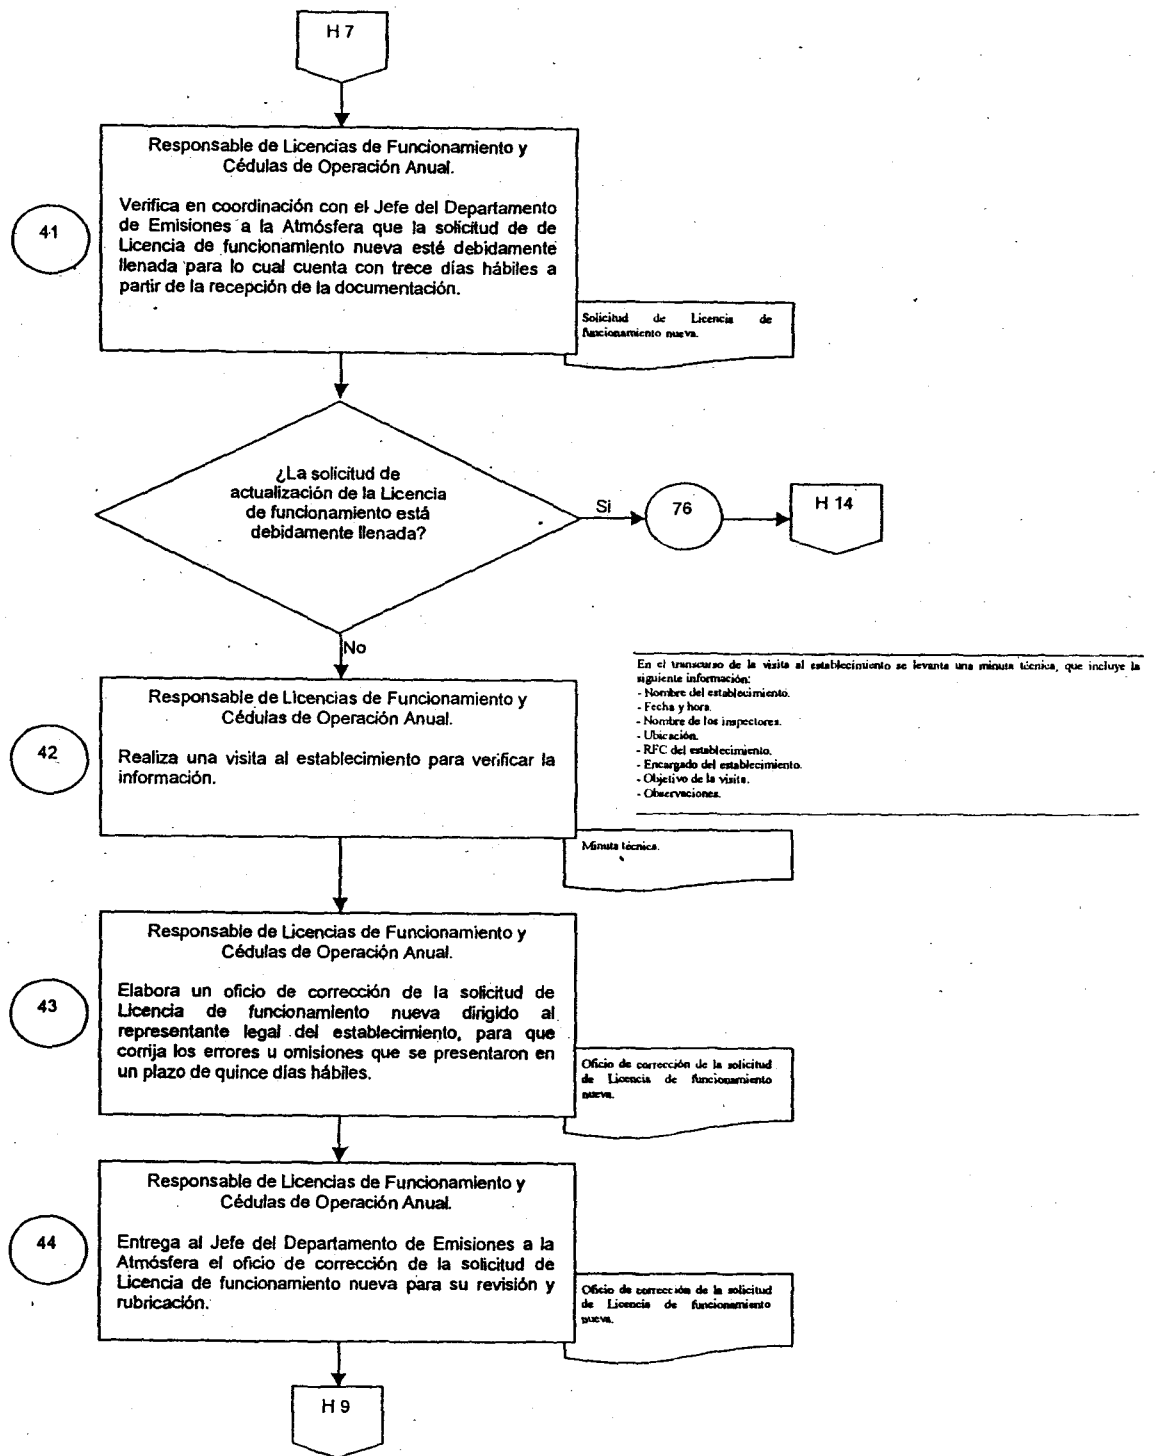 H 7
Responsable de Licencias de Funcionamiento y
Cédulas de Operación Anual.
41
Verifica en coordinación con el Jefe del Departamento
de Emisiones a la Atmósfera que la solicitud de de
Licencia de funcionamiento nueva esté debidamente
llenada para lo cual cuenta con trece días hábiles a
partir de la recepción de la documentación.
Solicitud de Licencia de
funcionamiento nueva.
¿La solicitud de
actualización de la Licencia
de funcionamiento está
debidamente llenada?
Si
76
H 14
No
En el transcurso de la visita al establecimiento se levanta una minuta técnica, que incluye la
siguiente información:
- Nombre del establecimiento.
- Fecha y hora.
- Nombre de los inspectores.
- Ubicación.
- RFC del establecimiento.
- Encargado del establecimiento.
- Objetivo de la visita.
- Observaciones.
Responsable de Licencias de Funcionamiento y
Cédulas de Operación Anual.
42
Realiza una visita al establecimiento para verificar la
información.
Minuta técnica.
Responsable de Licencias de Funcionamiento y
Cédulas de Operación Anual.
43
Elabora un oficio de corrección de la solicitud de
Licencia de funcionamiento nueva dirigido al
representante legal del establecimiento, para que
corrija los errores u omisiones que se presentaron en
un plazo de quince días hábiles.
Oficio de corrección de la solicitud
de Licencia de funcionamiento
nueva.
Responsable de Licencias de Funcionamiento y
Cédulas de Operación Anual.
44
Entrega al Jefe del Departamento de Emisiones a la
Atmósfera el oficio de corrección de la solicitud de
Licencia de funcionamiento nueva para su revisión y
rubricación.
Oficio de corrección de la solicitud
de Licencia de funcionamiento
nueva.
H 9